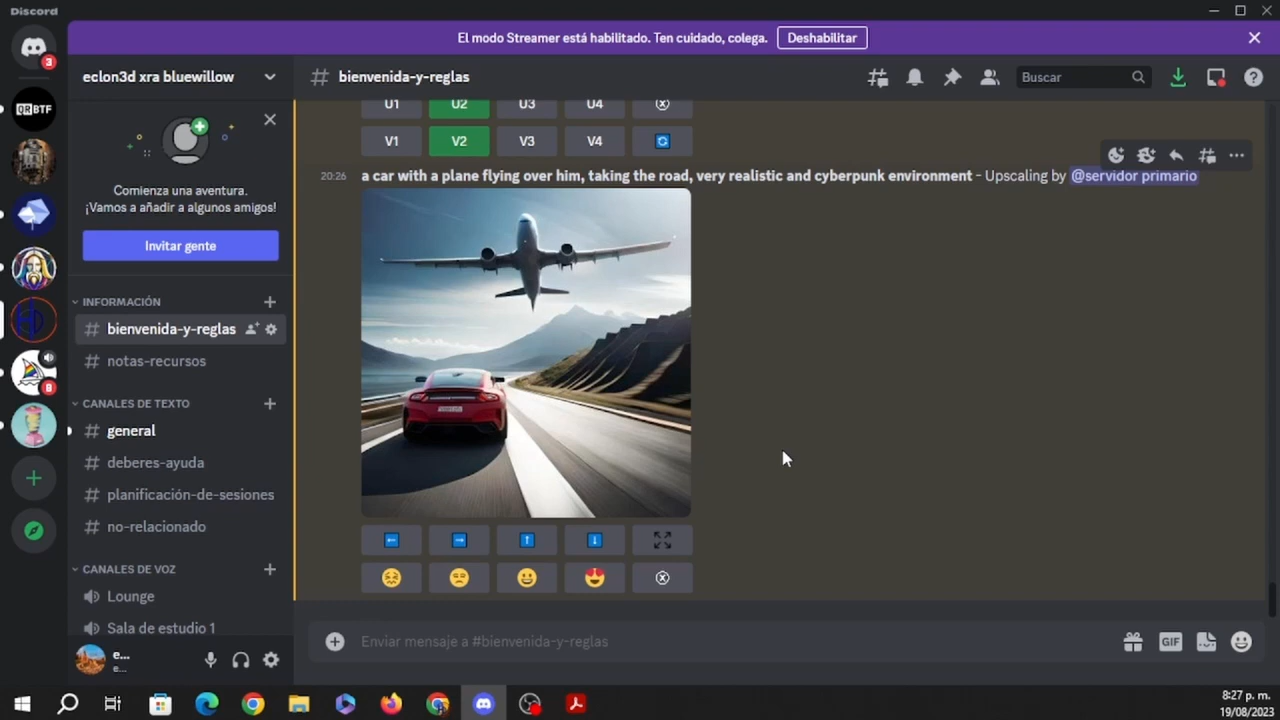 Discord
El modo Streamer está habilitado. Ten cuidado, colega. Deshabilitar
eclon3d xra bluewillow
bienvenida-y-reglas
Buscar
3
QRBTF
8
Comienza una aventura.
¡Vamos a añadir a algunos amigos!
Invitar gente
INFORMACIÓN
bienvenida-y-reglas
notas-recursos
CANALES DE TEXTO
general
deberes-ayuda
planificación-de-sesiones
no-relacionado
CANALES DE VOZ
Lounge
Sala de estudio 1
e...
e...
U1 U2 U3 U4
V1 V2 V3 V4
20:26 a car with a plane flying over him, taking the road, very realistic and cyberpunk environment - Upscaling by @servidor primario
Enviar mensaje a #bienvenida-y-reglas
GIF
8:27 p. m.
19/08/2023